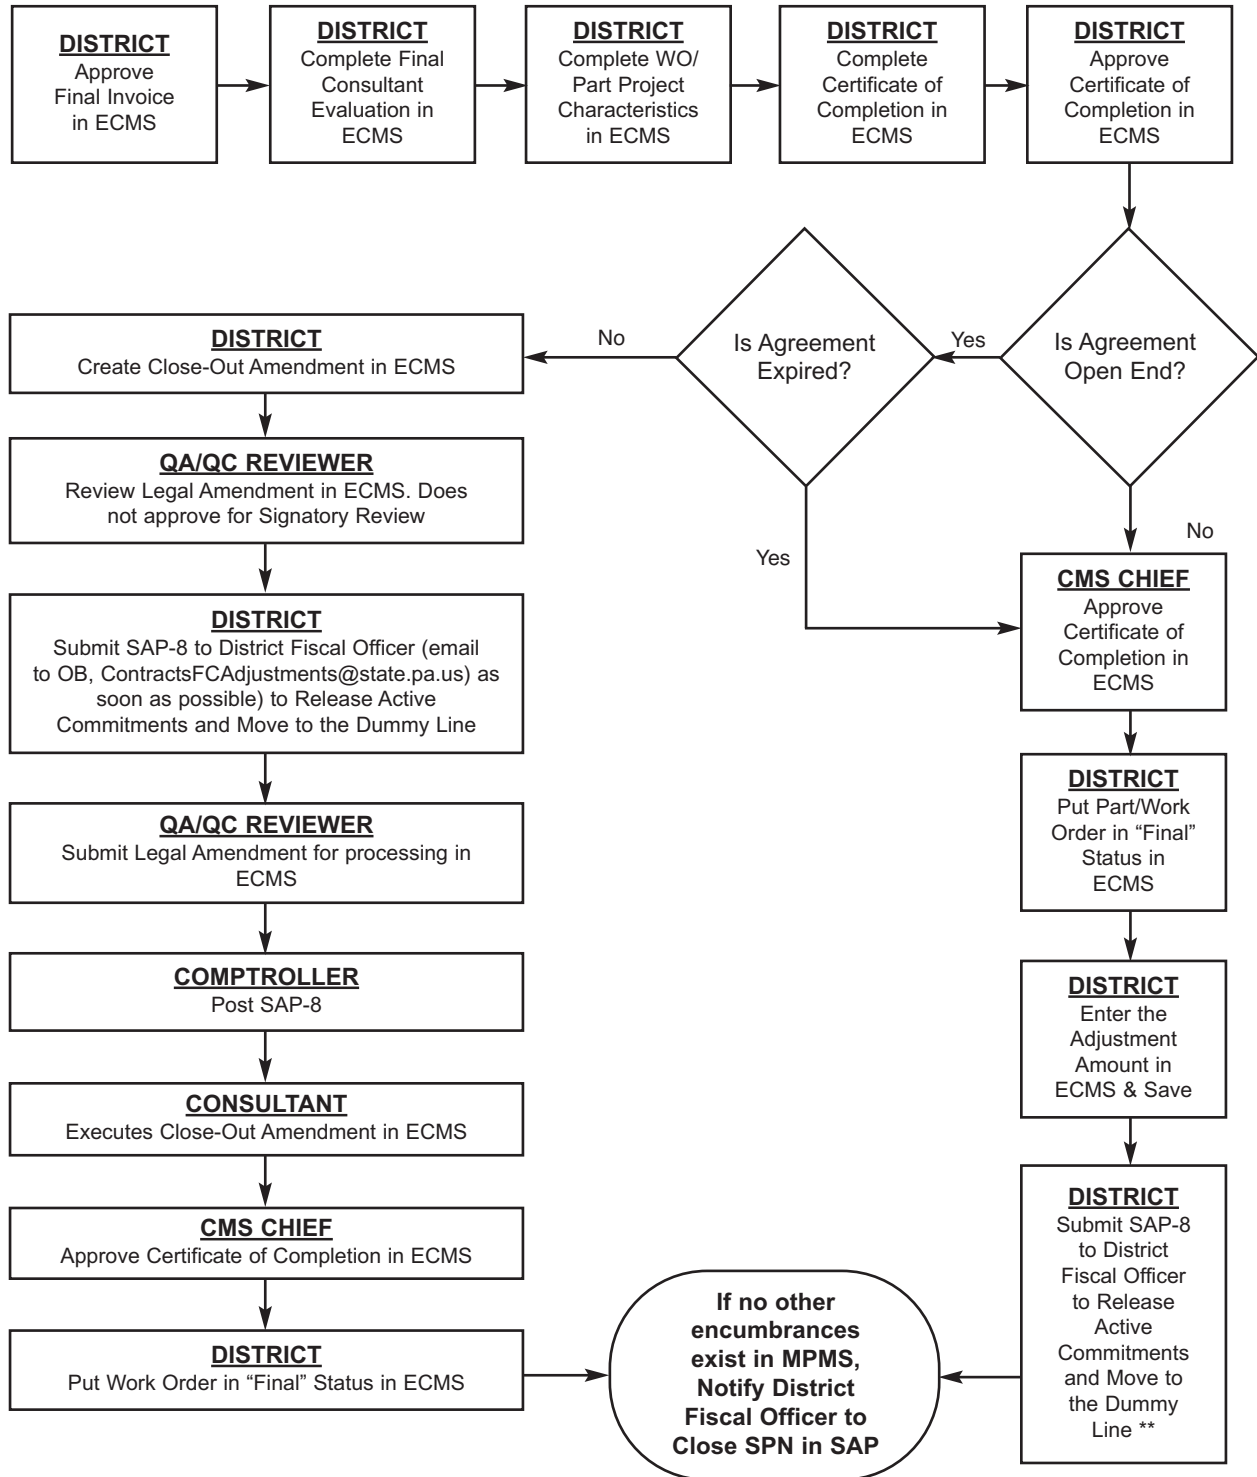 DISTRICT
Approve
Final Invoice
in ECMS
DISTRICT
Complete Final
Consultant
Evaluation in
ECMS
DISTRICT
Complete WO/
Part Project
Characteristics
in ECMS
DISTRICT
Complete
Certificate of
Completion in
ECMS
DISTRICT
Approve
Certificate of
Completion in
ECMS
Is Agreement
Open End?
Yes
Is Agreement
Expired?
No
Yes
No
DISTRICT
Create Close-Out Amendment in ECMS
QA/QC REVIEWER
Review Legal Amendment in ECMS. Does
not approve for Signatory Review
DISTRICT
Submit SAP-8 to District Fiscal Officer (email
to OB, ContractsFCAdjustments@state.pa.us) as
soon as possible) to Release Active
Commitments and Move to the Dummy Line
QA/QC REVIEWER
Submit Legal Amendment for processing in
ECMS
COMPTROLLER
Post SAP-8
CONSULTANT
Executes Close-Out Amendment in ECMS
CMS CHIEF
Approve Certificate of Completion in ECMS
DISTRICT
Put Work Order in “Final” Status in ECMS
CMS CHIEF
Approve
Certificate of
Completion in
ECMS
DISTRICT
Put Part/Work
Order in “Final”
Status in
ECMS
DISTRICT
Enter the
Adjustment
Amount in
ECMS & Save
DISTRICT
Submit SAP-8
to District
Fiscal Officer
to Release
Active
Commitments
and Move to
the Dummy
Line **
If no other
encumbrances
exist in MPMS,
Notify District
Fiscal Officer to
Close SPN in SAP